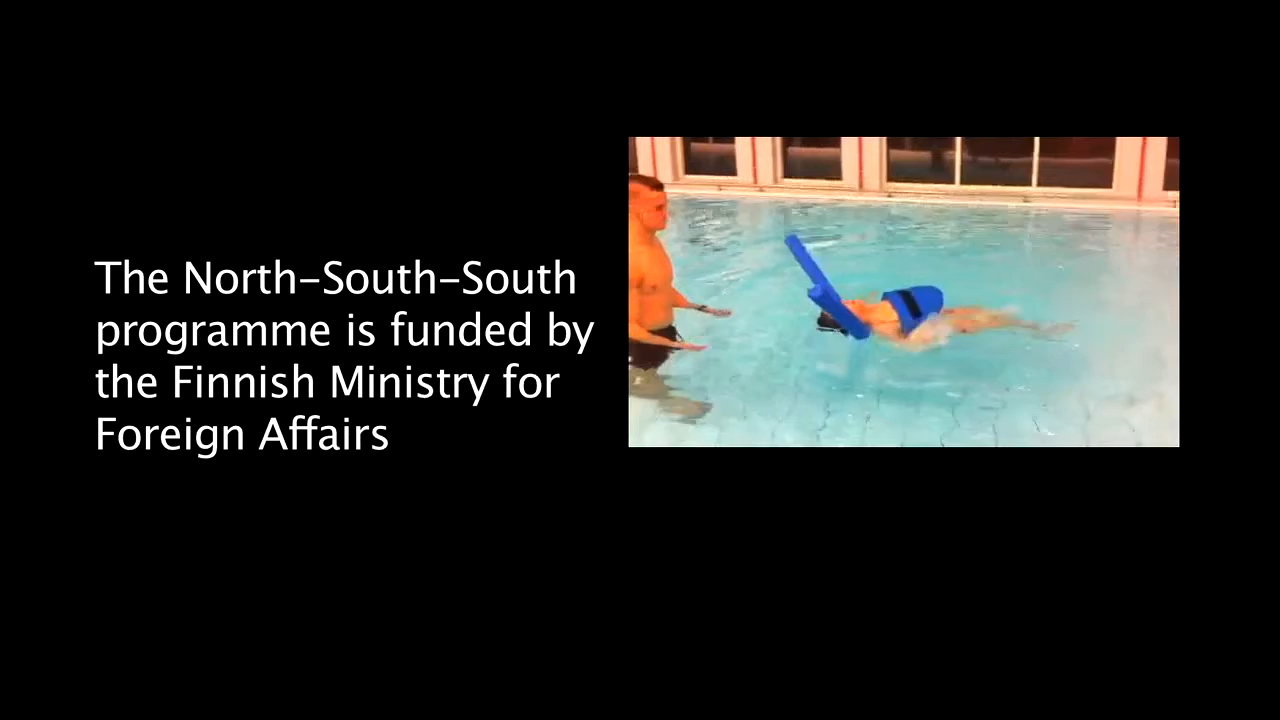 The North-South-South
programme is funded by
the Finnish Ministry for
Foreign Affairs